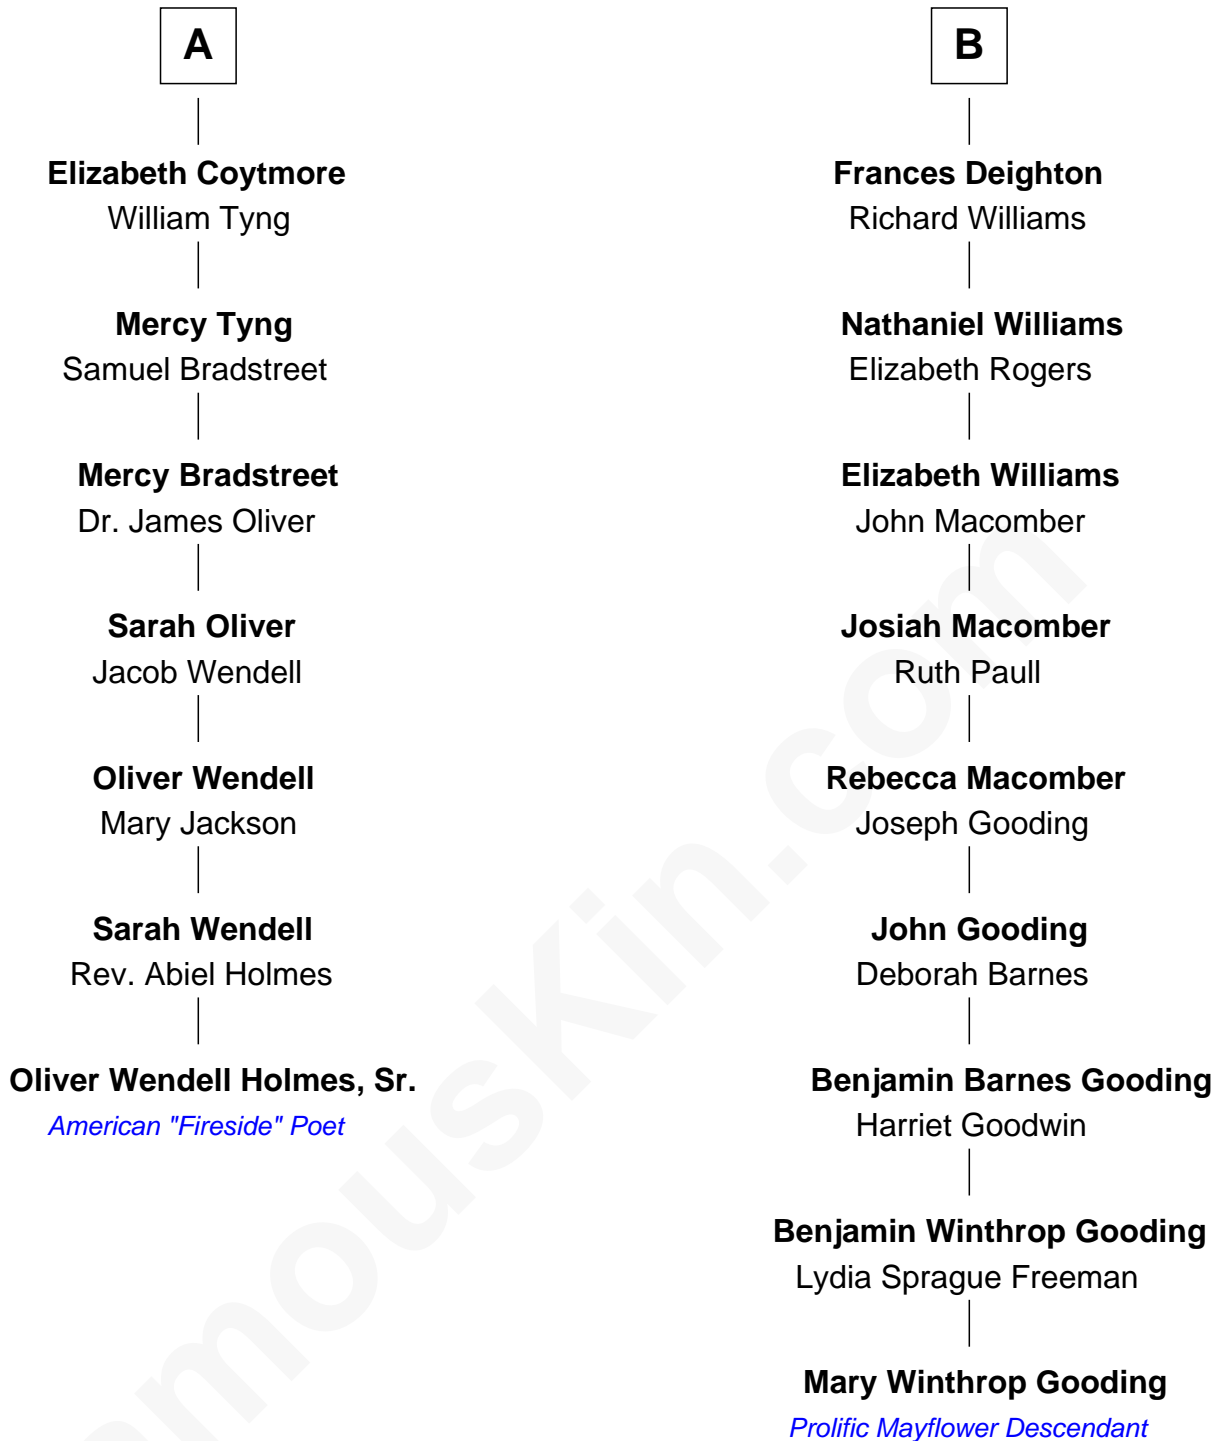 A
Elizabeth Coytmore
William Tyng
Mercy Tyng
Samuel Bradstreet
Mercy Bradstreet
Dr. James Oliver
Sarah Oliver
Jacob Wendell
Oliver Wendell
Mary Jackson
Sarah Wendell
Rev. Abiel Holmes
Oliver Wendell Holmes, Sr.
American "Fireside" Poet
B
Frances Deighton
Richard Williams
Nathaniel Williams
Elizabeth Rogers
Elizabeth Williams
John Macomber
Josiah Macomber
Ruth Paull
Rebecca Macomber
Joseph Gooding
John Gooding
Deborah Barnes
Benjamin Barnes Gooding
Harriet Goodwin
Benjamin Winthrop Gooding
Lydia Sprague Freeman
Mary Winthrop Gooding
Prolific Mayflower Descendant
amouskin.com